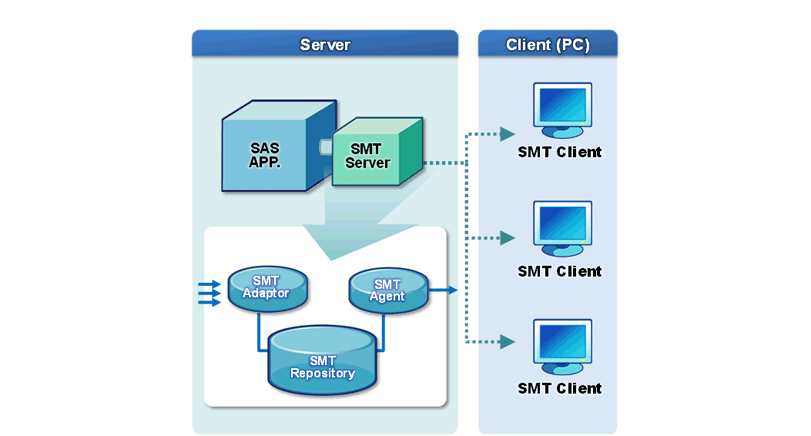 Server
Client (PC)
SAS
APP.
SMT
Server
SMT
Adaptor
SMT
Agent
SMT
Repository
SMT Client
SMT Client
SMT Client